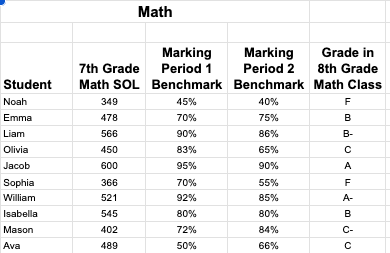 Math
Student 7th Grade Math SOL Marking Period 1 Benchmark Marking Period 2 Benchmark Grade in 8th Grade Math Class
Noah 349 45% 40% F
Emma 478 70% 75% B
Liam 566 90% 86% B-
Olivia 450 83% 65% C
Jacob 600 95% 90% A
Sophia 366 70% 55% F
William 521 92% 85% A-
Isabella 545 80% 80% B
Mason 402 72% 84% C-
Ava 489 50% 66% C